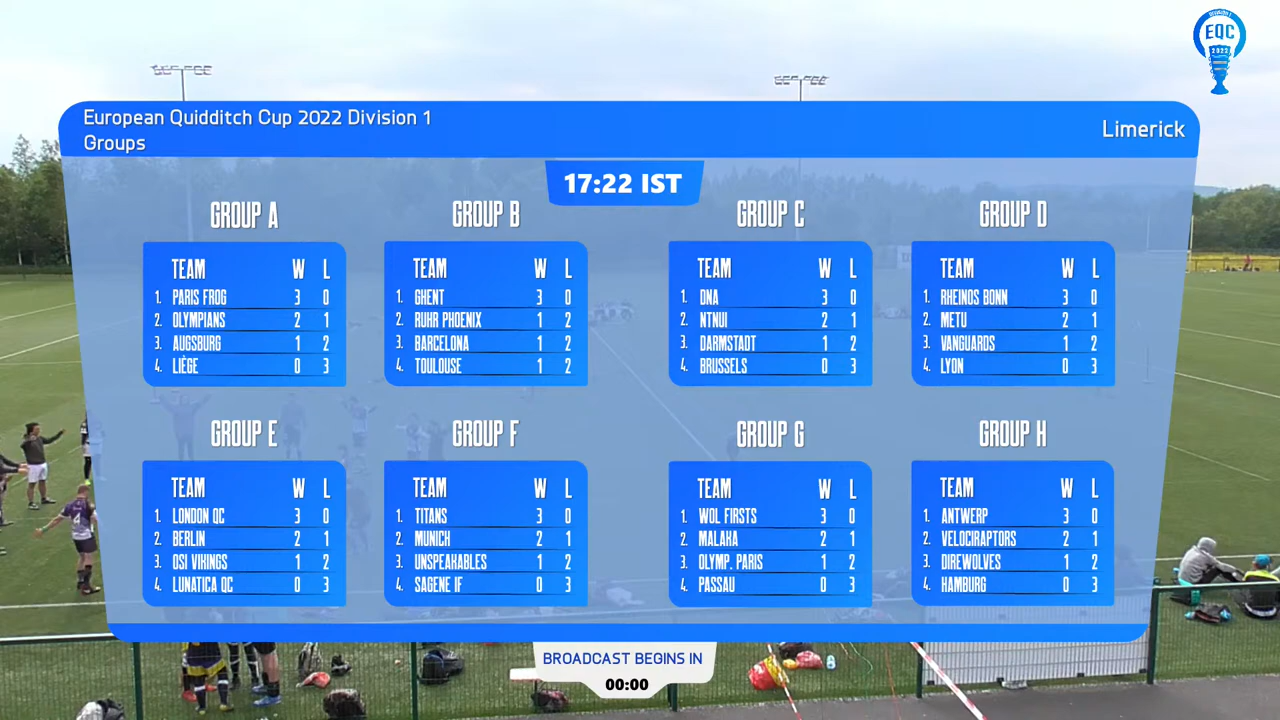 DIVISION 1
EQC
2022
European Quidditch Cup 2022 Division 1
Groups
Limerick
17:22 IST
GROUP A
TEAM W L
1. PARIS FROG 3 0
2. OLYMPIANS 2 1
3. AUGSBURG 1 2
4. LIÈGE 0 3
GROUP B
TEAM W L
1. GHENT 3 0
2. RUHR PHOENIX 1 2
3. BARCELONA 1 2
4. TOULOUSE 1 2
GROUP C
TEAM W L
1. DNA 3 0
2. NTNUI 2 1
3. DARMSTADT 1 2
4. BRUSSELS 0 3
GROUP D
TEAM W L
1. RHEINOS BONN 3 0
2. METU 2 1
3. VANGUARDS 1 2
4. LYON 0 3
GROUP E
TEAM W L
1. LONDON QC 3 0
2. BERLIN 2 1
3. OSI VIKINGS 1 2
4. LUNATICA QC 0 3
GROUP F
TEAM W L
1. TITANS 3 0
2. MUNICH 2 1
3. UNSPEAKABLES 1 2
4. SAGENE IF 0 3
GROUP G
TEAM W L
1. WOL FIRSTS 3 0
2. MALAKA 2 1
3. OLYMP. PARIS 1 2
4. PASSAU 0 3
GROUP H
TEAM W L
1. ANTWERP 3 0
2. VELOCIRAPTORS 2 1
3. DIREWOLVES 1 2
4. HAMBURG 0 3
BROADCAST BEGINS IN
00:00